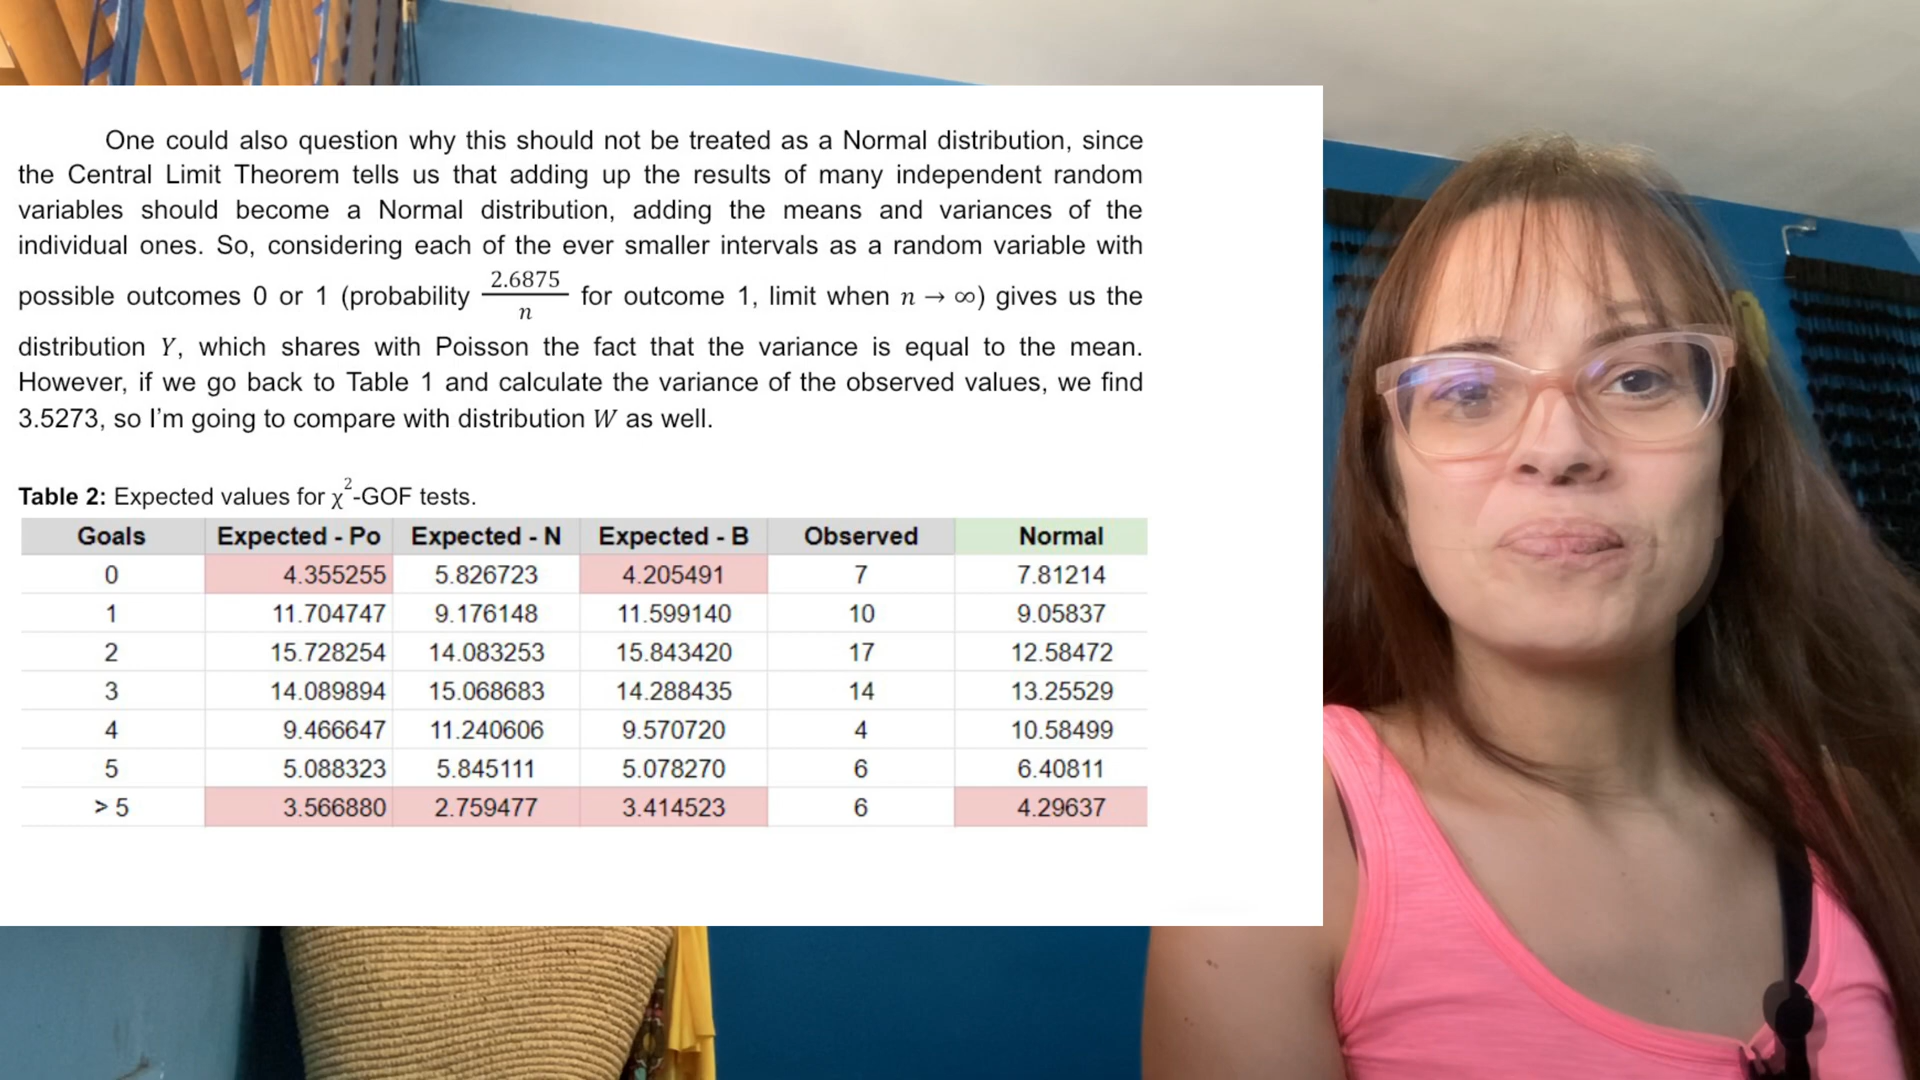 One could also question why this should not be treated as a Normal distribution, since
the Central Limit Theorem tells us that adding up the results of many independent random
variables should become a Normal distribution, adding the means and variances of the
individual ones. So, considering each of the ever smaller intervals as a random variable with
possible outcomes 0 or 1 (probability 2.6875/n for outcome 1, limit when n → ∞) gives us the
distribution Y, which shares with Poisson the fact that the variance is equal to the mean.
However, if we go back to Table 1 and calculate the variance of the observed values, we find
3.5273, so I'm going to compare with distribution W as well.
Table 2: Expected values for χ²-GOF tests.
Goals Expected - Po Expected - N Expected - B Observed Normal
0 4.355255 5.826723 4.205491 7 7.81214
1 11.704747 9.176148 11.599140 10 9.05837
2 15.728254 14.083253 15.843420 17 12.58472
3 14.089894 15.068683 14.288435 14 13.25529
4 9.466647 11.240606 9.570720 4 10.58499
5 5.088323 5.845111 5.078270 6 6.40811
> 5 3.566880 2.759477 3.414523 6 4.29637